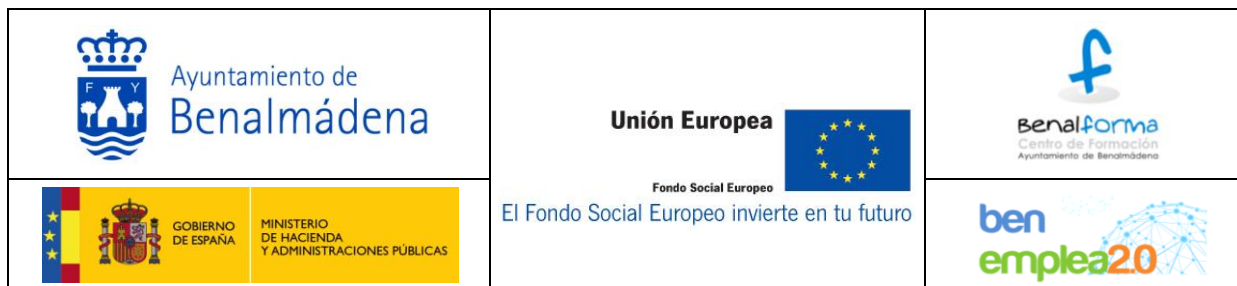 F Y
Ayuntamiento de
Benalmádena
GOBIERNO
DE ESPAÑA
MINISTERIO
DE HACIENDA
Y ADMINISTRACIONES PÚBLICAS
Unión Europea
Fondo Social Europeo
El Fondo Social Europeo invierte en tu futuro
Benalforma
Centro de Formación
Ayuntamiento de Benalmádena
ben
emplea2.0